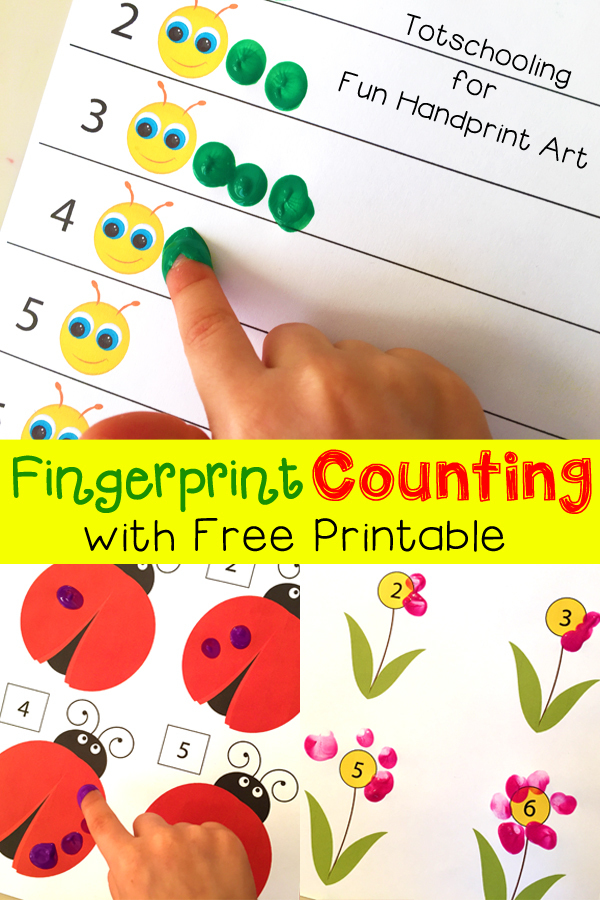 2
Totschooling
for
Fun Handprint Art
3
4
5
Fingerprint Counting
with Free Printable
2
4
5
2
3
5
6